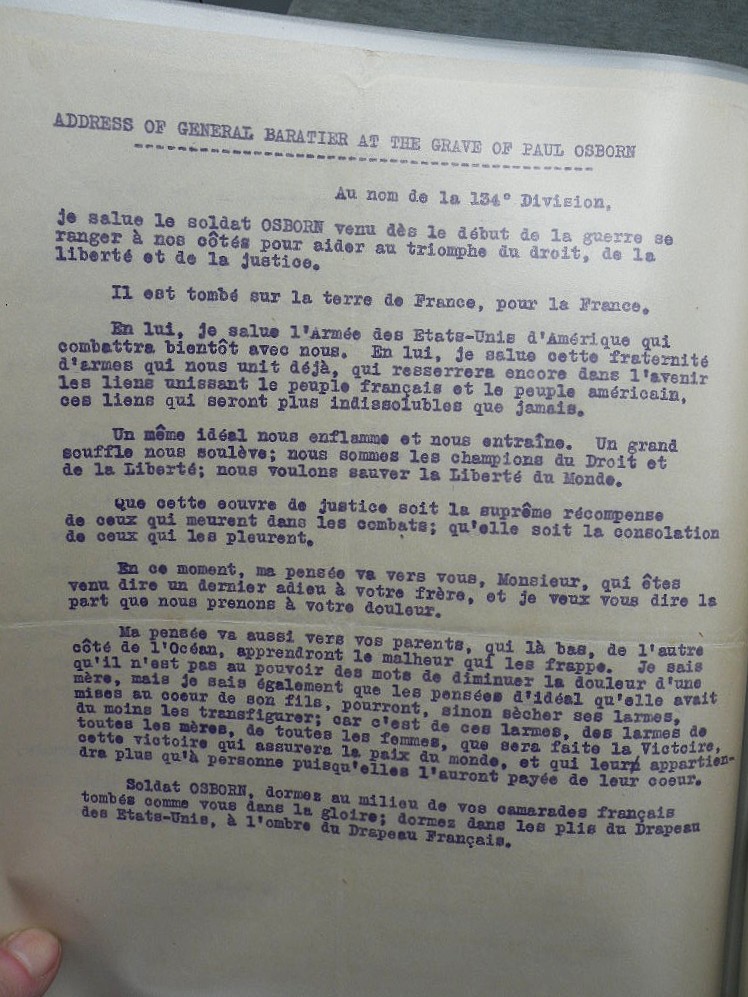 ADDRESS OF GENERAL BARATIER AT THE GRAVE OF PAUL OSBORN
Au nom de la 134° Division,
je salue le soldat OSBORN venu dès le début de la guerre se
ranger à nos côtés pour aider au triomphe du droit, de la
liberté et de la justice.
Il est tombé sur la terre de France, pour la France.
En lui, je salue l'Armée des Etats-Unis d'Amérique qui
combattra bientôt avec nous. En lui, je salue cette fraternité
d'armes qui nous unit déjà, qui resserrera encore dans l'avenir
les liens unissant le peuple français et le peuple américain,
ces liens qui seront plus indissolubles que jamais.
Un même idéal nous enflamme et nous entraîne. Un grand
souffle nous soulève; nous sommes les champions du Droit et
de la Liberté; nous voulons sauver la Liberté du Monde.
Que cette eouvre de justice soit la suprême récompense
de ceux qui meurent dans les combats; qu'elle soit la consolation
de ceux qui les pleurent.
En ce moment, ma pensée va vers vous, Monsieur, qui êtes
venu dire un dernier adieu à votre frère, et je veux vous dire la
part que nous prenons à votre douleur.
Ma pensée va aussi vers vos parents, qui là bas, de l'autre
côté de l'Océan, apprendront le malheur qui les frappe. Je sais
qu'il n'est pas au pouvoir des mots de diminuer la douleur d'une
mère, mais je sais également que les pensées d'idéal qu'elle avait
mises au coeur de son fils, pourront, sinon sècher ses larmes,
du moins les transfigurer; car c'est de ces larmes, des larmes de
toutes les mères, de toutes les femmes, que sera faite la Victoire,
cette victoire qui assurera la paix du monde, et qui leur appartien-
dra plus qu'à personne puisqu'elles l'auront payée de leur coeur.
Soldat OSBORN, dormez au milieu de vos camarades français
tombés comme vous dans la gloire; dormez dans les plis du Drapeau
des Etats-Unis, à l'ombre du Drapeau Français.